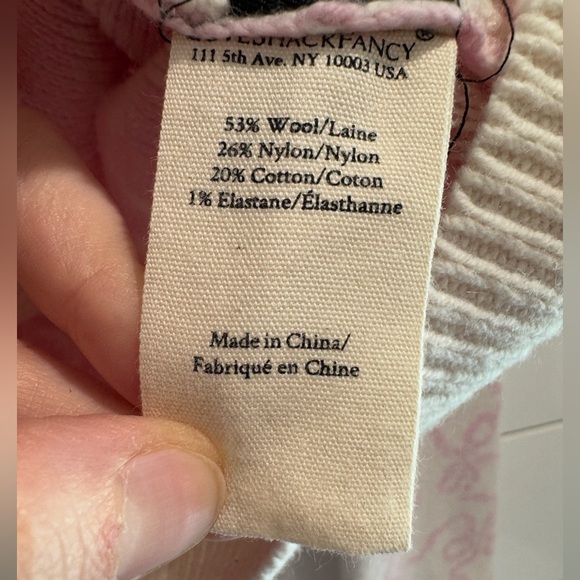 LOVESHACKFANCY®
111 5th Ave. NY 10003 USA
53% Wool/Laine
26% Nylon/Nylon
20% Cotton/Coton
1% Elastane/Élasthanne
Made in China/
Fabriqué en Chine